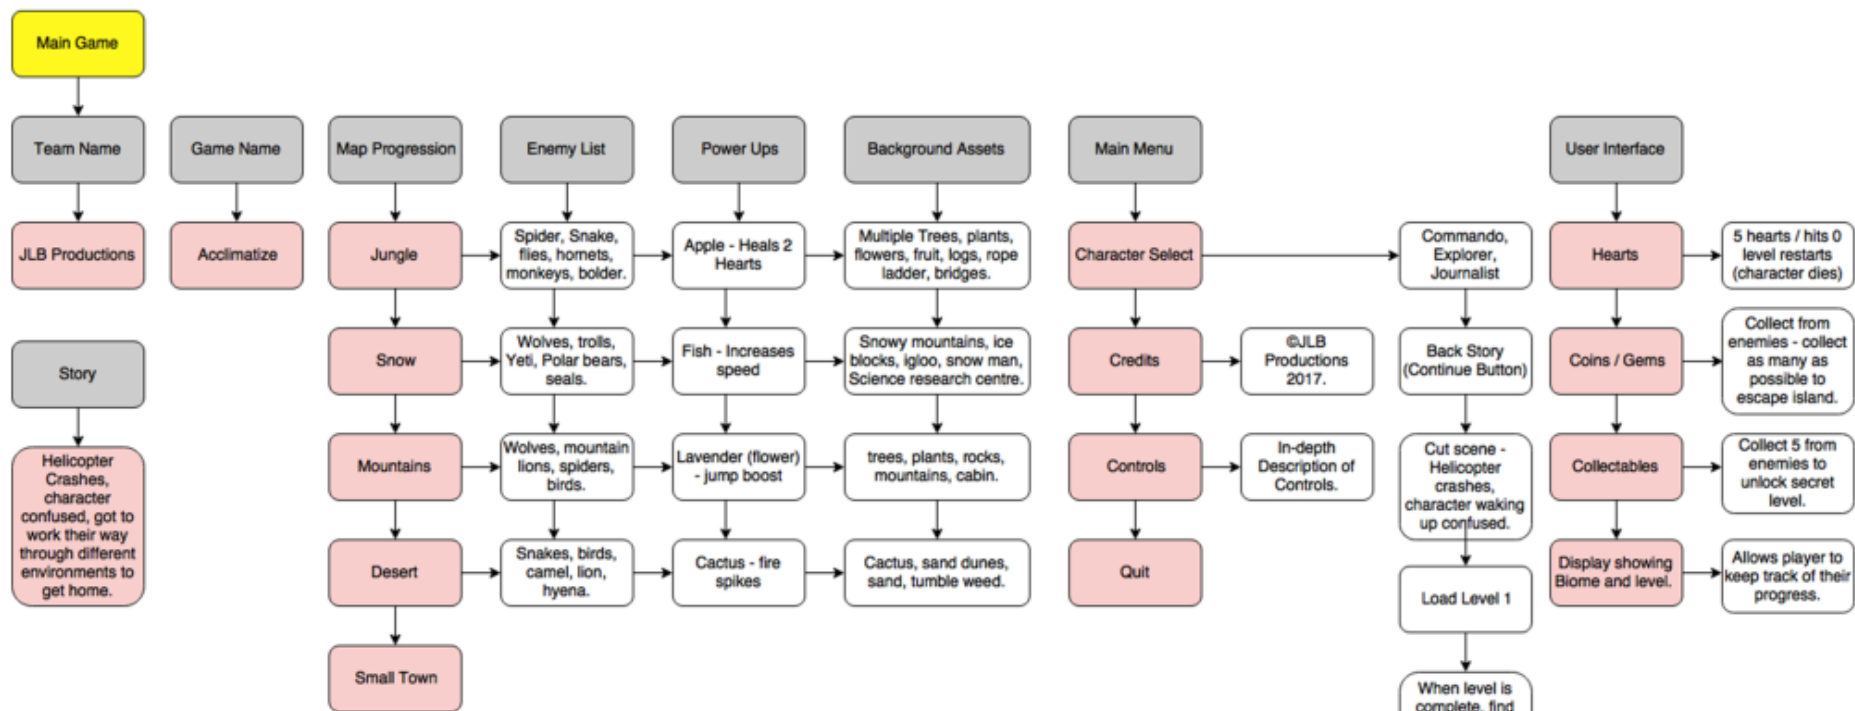 Main Game
Team Name
Game Name
Map Progression
Enemy List
Power Ups
Background Assets
Main Menu
User Interface
JLB Productions
Acclimatize
Jungle
Spider, Snake,
flies, hornets,
monkeys, bolder.
Apple - Heals 2
Hearts
Multiple Trees, plants,
flowers, fruit, logs, rope
ladder, bridges.
Character Select
Commando,
Explorer,
Journalist
Hearts
5 hearts / hits 0
level restarts
(character dies)
Story
Snow
Wolves, trolls,
Yeti, Polar bears,
seals.
Fish - Increases
speed
Snowy mountains, ice
blocks, igloo, snow man,
Science research centre.
Credits
©JLB
Productions
2017.
Back Story
(Continue Button)
Coins / Gems
Collect from
enemies - collect
as many as
possible to
escape island.
Helicopter
Crashes,
character
confused, got to
work their way
through different
environments to
get home.
Mountains
Wolves, mountain
lions, spiders,
birds.
Lavender (flower)
- jump boost
trees, plants, rocks,
mountains, cabin.
Controls
In-depth
Description of
Controls.
Cut scene -
Helicopter
crashes,
character waking
up confused.
Collectables
Collect 5 from
enemies to
unlock secret
level.
Desert
Snakes, birds,
camel, lion,
hyena.
Cactus - fire
spikes
Cactus, sand dunes,
sand, tumble weed.
Quit
Load Level 1
Display showing
Biome and level.
Allows player to
keep track of their
progress.
Small Town
When level is
complete, find